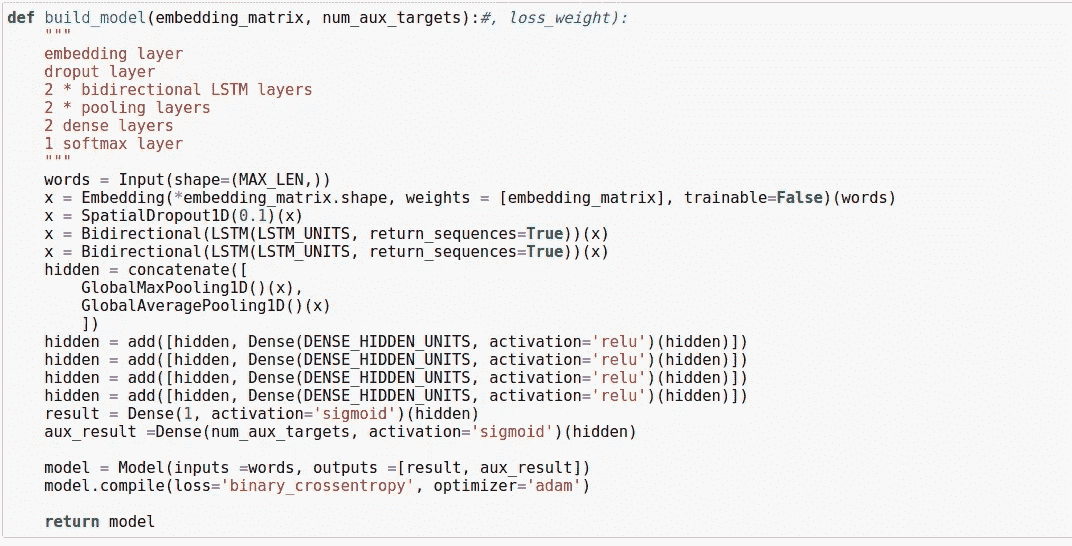 def build_model(embedding_matrix, num_aux_targets):#, loss_weight):
    """
    embedding layer
    droput layer
    2 * bidirectional LSTM layers
    2 * pooling layers
    2 dense layers
    1 softmax layer
    """
    words = Input(shape=(MAX_LEN,))
    x = Embedding(*embedding_matrix.shape, weights = [embedding_matrix], trainable=False)(words)
    x = SpatialDropout1D(0.1)(x)
    x = Bidirectional(LSTM(LSTM_UNITS, return_sequences=True))(x)
    x = Bidirectional(LSTM(LSTM_UNITS, return_sequences=True))(x)
    hidden = concatenate([
        GlobalMaxPooling1D()(x),
        GlobalAveragePooling1D()(x)
        ])
    hidden = add([hidden, Dense(DENSE_HIDDEN_UNITS, activation='relu')(hidden)])
    hidden = add([hidden, Dense(DENSE_HIDDEN_UNITS, activation='relu')(hidden)])
    hidden = add([hidden, Dense(DENSE_HIDDEN_UNITS, activation='relu')(hidden)])
    hidden = add([hidden, Dense(DENSE_HIDDEN_UNITS, activation='relu')(hidden)])
    result = Dense(1, activation='sigmoid')(hidden)
    aux_result =Dense(num_aux_targets, activation='sigmoid')(hidden)

    model = Model(inputs =words, outputs =[result, aux_result])
    model.compile(loss='binary_crossentropy', optimizer='adam')

    return model